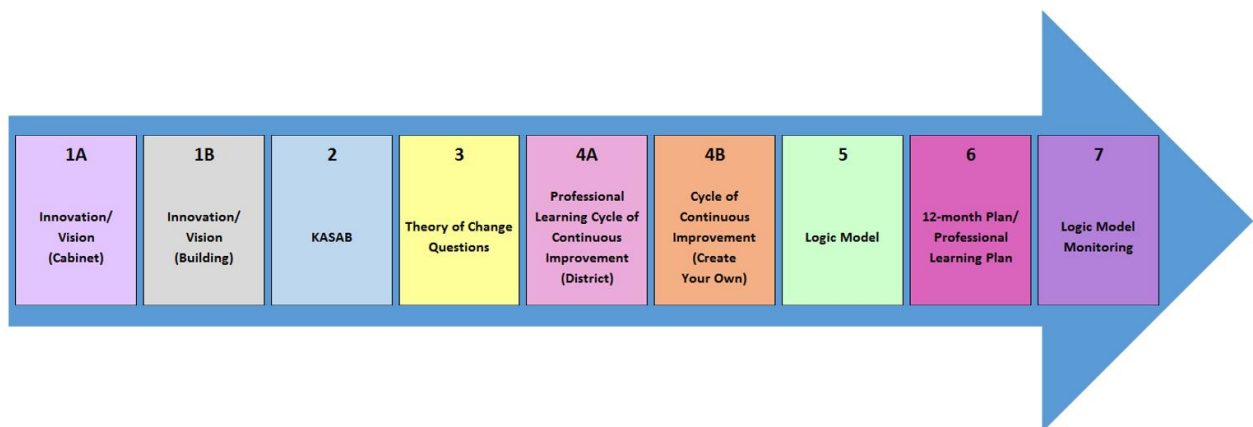 1A
Innovation/
Vision
(Cabinet)
1B
Innovation/
Vision
(Building)
2
KASAB
3
Theory of Change
Questions
4A
Professional
Learning Cycle of
Continuous
Improvement
(District)
4B
Cycle of
Continuous
Improvement
(Create
Your Own)
5
Logic Model
6
12-month Plan/
Professional
Learning Plan
7
Logic Model
Monitoring